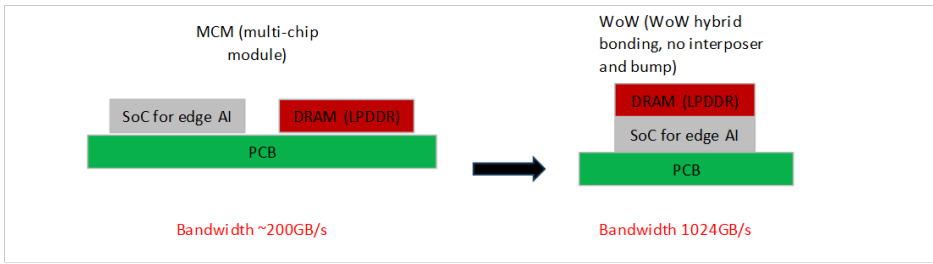 MCM (multi-chip
module)
SoC for edge AI
DRAM (LPDDR)
PCB
Bandwidth ~200GB/s
WoW (WoW hybrid
bonding, no interposer
and bump)
DRAM (LPDDR)
SoC for edge AI
PCB
Bandwidth 1024GB/s